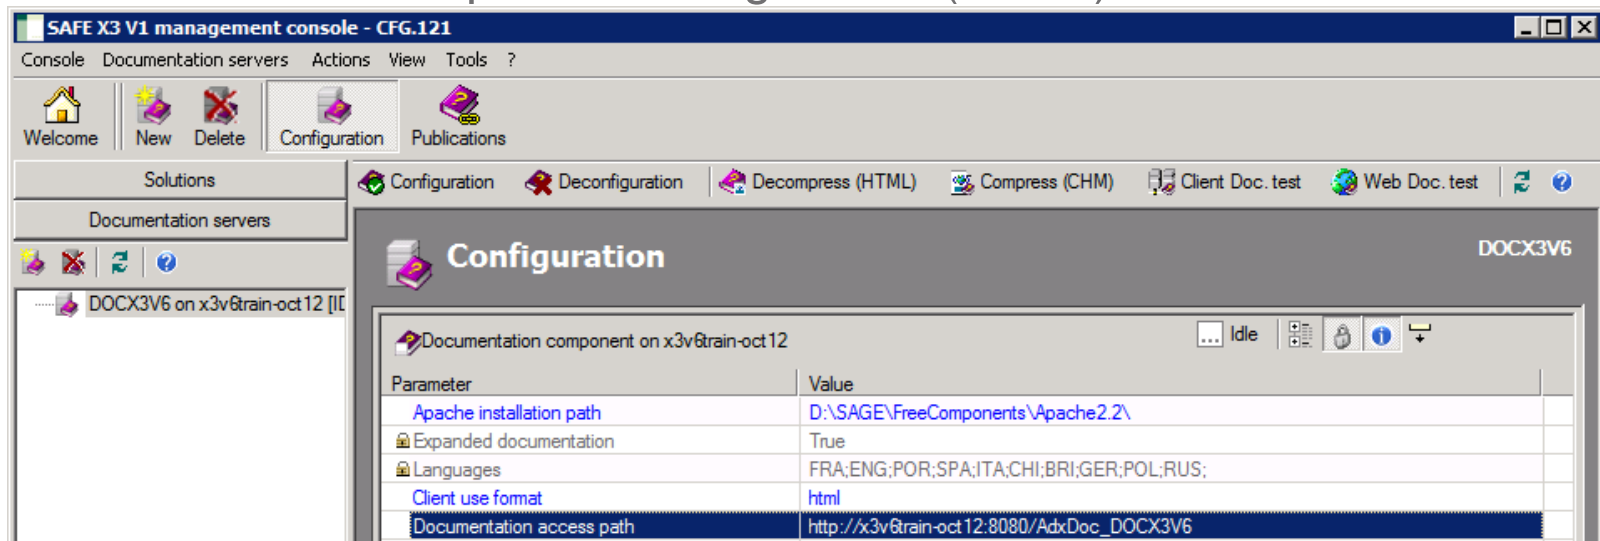 SAFE X3 V1 management console - CFG.121
Console Documentation servers Actions View Tools ?
Welcome New Delete Configuration Publications
Solutions
Configuration Deconfiguration Decompress (HTML) Compress (CHM) Client Doc. test Web Doc. test
Documentation servers
Configuration
DOCX3V6
DOCX3V6 on x3v6train-oct12 [ID
Documentation component on x3v6train-oct12
... Idle
Parameter Value
Apache installation path D:\SAGE\FreeComponents\Apache2.2\
Expanded documentation True
Languages FRA;ENG;POR;SPA;ITA;CHI;BRI;GER;POL;RUS;
Client use format html
Documentation access path http://x3v6train-oct12:8080/AdxDoc_DOCX3V6